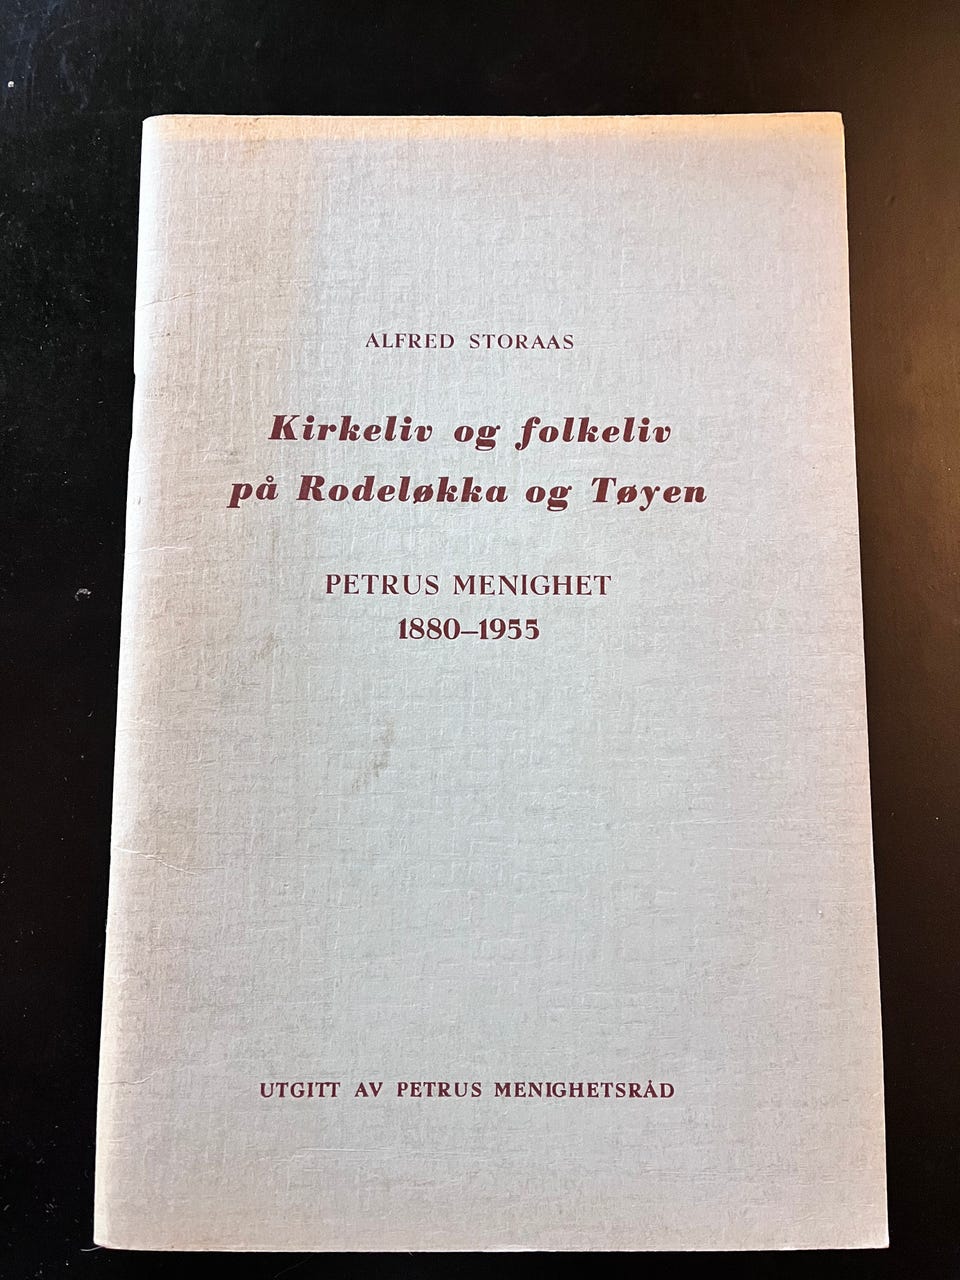 ALFRED STORAAS
Kirkeliv og folkeliv
på Rodeløkka og Tøyen
PETRUS MENIGHET
1880–1955
UTGITT AV PETRUS MENIGHETSRÅD